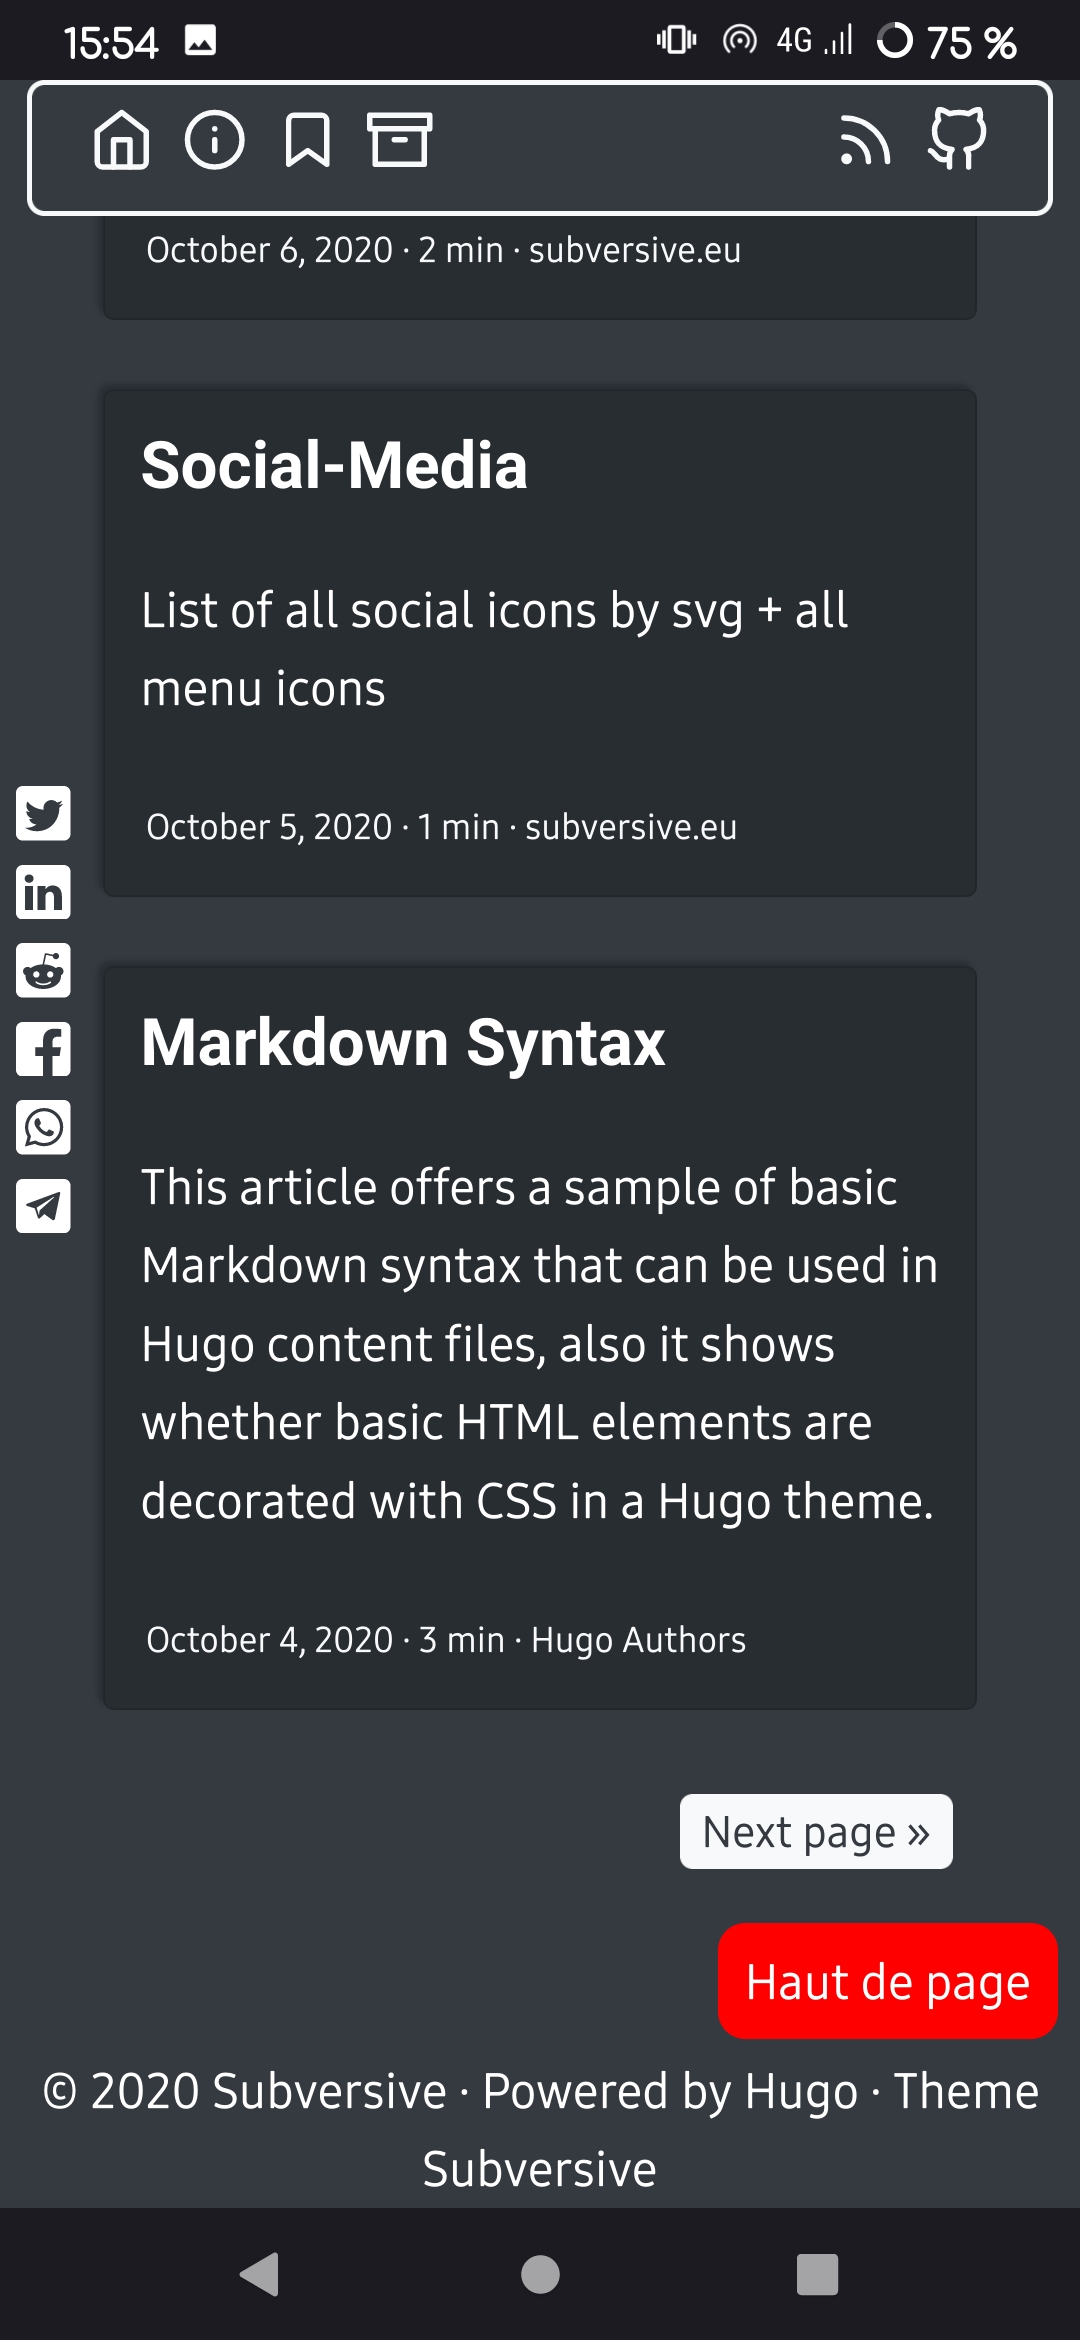 15:54
4G
75 %
October 6, 2020 · 2 min · subversive.eu
Social-Media
List of all social icons by svg + all
menu icons
October 5, 2020 · 1 min · subversive.eu
Markdown Syntax
This article offers a sample of basic
Markdown syntax that can be used in
Hugo content files, also it shows
whether basic HTML elements are
decorated with CSS in a Hugo theme.
October 4, 2020 · 3 min · Hugo Authors
Next page »
Haut de page
© 2020 Subversive · Powered by Hugo · Theme
Subversive